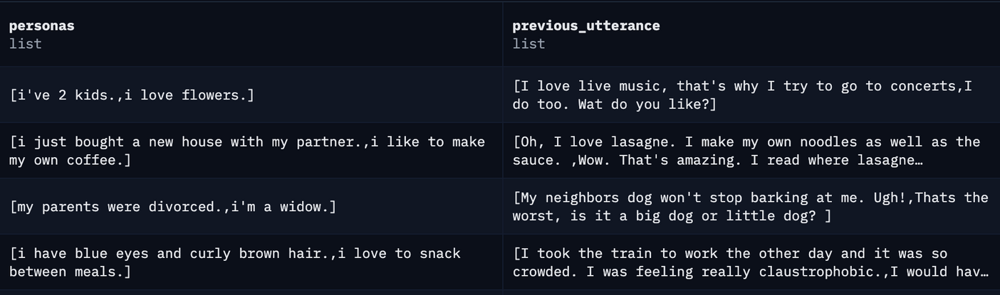 personas
list
previous_utterance
list
[i've 2 kids.,i love flowers.]
[I love live music, that's why I try to go to concerts,I
do too. Wat do you like?]
[i just bought a new house with my partner.,i like to make
my own coffee.]
[Oh, I love lasagne. I make my own noodles as well as the
sauce. ,Wow. That's amazing. I read where lasagne…
[my parents were divorced.,i'm a widow.]
[My neighbors dog won't stop barking at me. Ugh!,Thats the
worst, is it a big dog or little dog? ]
[i have blue eyes and curly brown hair.,i love to snack
between meals.]
[I took the train to work the other day and it was so
crowded. I was feeling really claustrophobic.,I would hav…